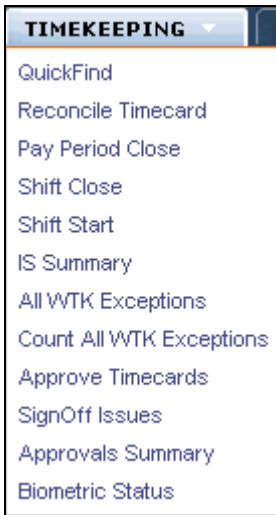 TIMEKEEPING
QuickFind
Reconcile Timecard
Pay Period Close
Shift Close
Shift Start
IS Summary
All WTK Exceptions
Count All WTK Exceptions
Approve Timecards
SignOff Issues
Approvals Summary
Biometric Status